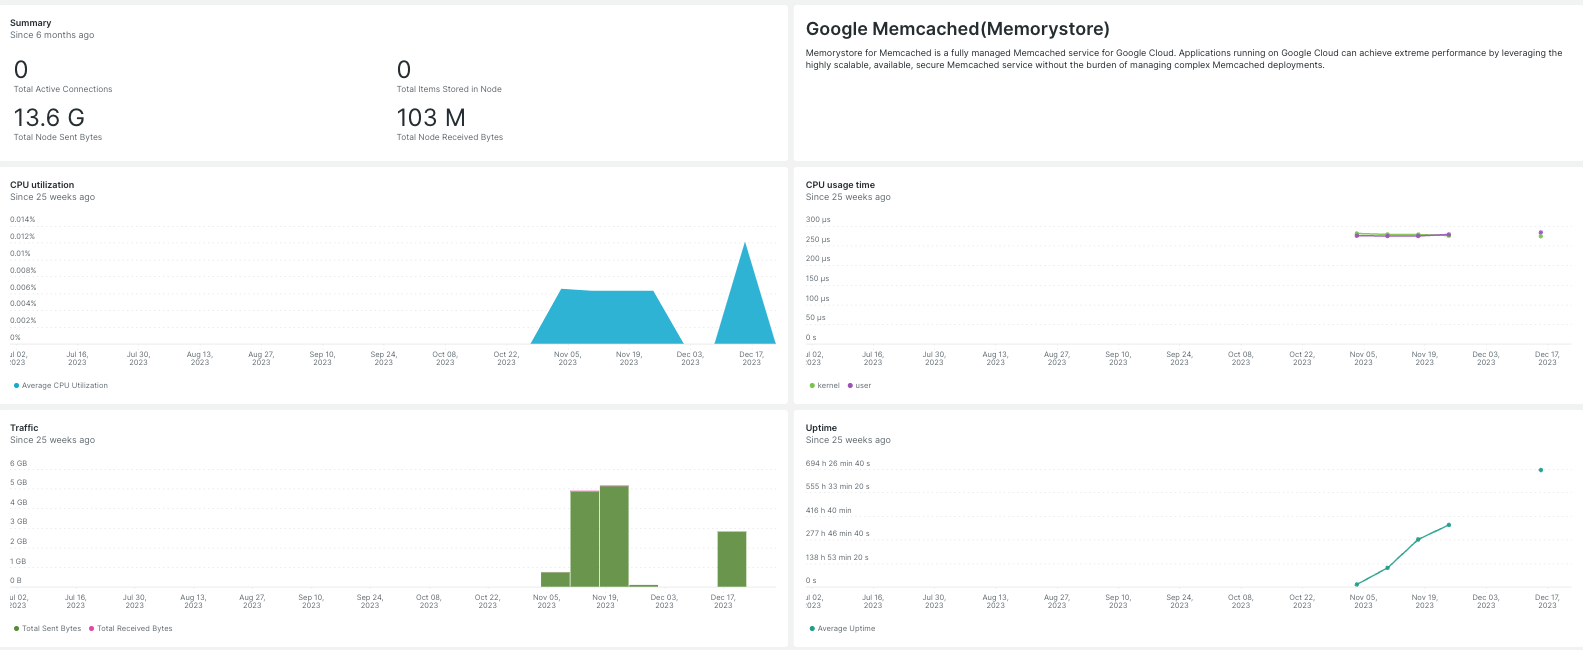 Summary
Since 6 months ago
0
Total Active Connections
0
Total Items Stored in Node
13.6 G
Total Node Sent Bytes
103 M
Total Node Received Bytes
Google Memcached(Memorystore)
Memorystore for Memcached is a fully managed Memcached service for Google Cloud. Applications running on Google Cloud can achieve extreme performance by leveraging the
highly scalable, available, secure Memcached service without the burden of managing complex Memcached deployments.
CPU utilization
Since 25 weeks ago
0.014%
0.012%
0.01%
0.008%
0.006%
0.004%
0.002%
0%
l 02, Jul 16, Jul 30, Aug 13, Aug 27, Sep 10, Sep 24, Oct 08, Oct 22, Nov 05, Nov 19, Dec 03, Dec 17,
2023 2023 2023 2023 2023 2023 2023 2023 2023 2023 2023 2023 2023
Average CPU Utilization
CPU usage time
Since 25 weeks ago
300 µs
250 µs
200 µs
150 µs
100 µs
50 µs
0 s
l 02, Jul 16, Jul 30, Aug 13, Aug 27, Sep 10, Sep 24, Oct 08, Oct 22, Nov 05, Nov 19, Dec 03, Dec 17,
2023 2023 2023 2023 2023 2023 2023 2023 2023 2023 2023 2023 2023
kernel user
Traffic
Since 25 weeks ago
6 GB
5 GB
4 GB
3 GB
2 GB
1 GB
0 B
l 02, Jul 16, Jul 30, Aug 13, Aug 27, Sep 10, Sep 24, Oct 08, Oct 22, Nov 05, Nov 19, Dec 03, Dec 17,
2023 2023 2023 2023 2023 2023 2023 2023 2023 2023 2023 2023 2023
Total Sent Bytes Total Received Bytes
Uptime
Since 25 weeks ago
694 h 26 min 40 s
555 h 33 min 20 s
416 h 40 min
277 h 46 min 40 s
138 h 53 min 20 s
0 s
l 02, Jul 16, Jul 30, Aug 13, Aug 27, Sep 10, Sep 24, Oct 08, Oct 22, Nov 05, Nov 19, Dec 03, Dec 17,
2023 2023 2023 2023 2023 2023 2023 2023 2023 2023 2023 2023 2023
Average Uptime